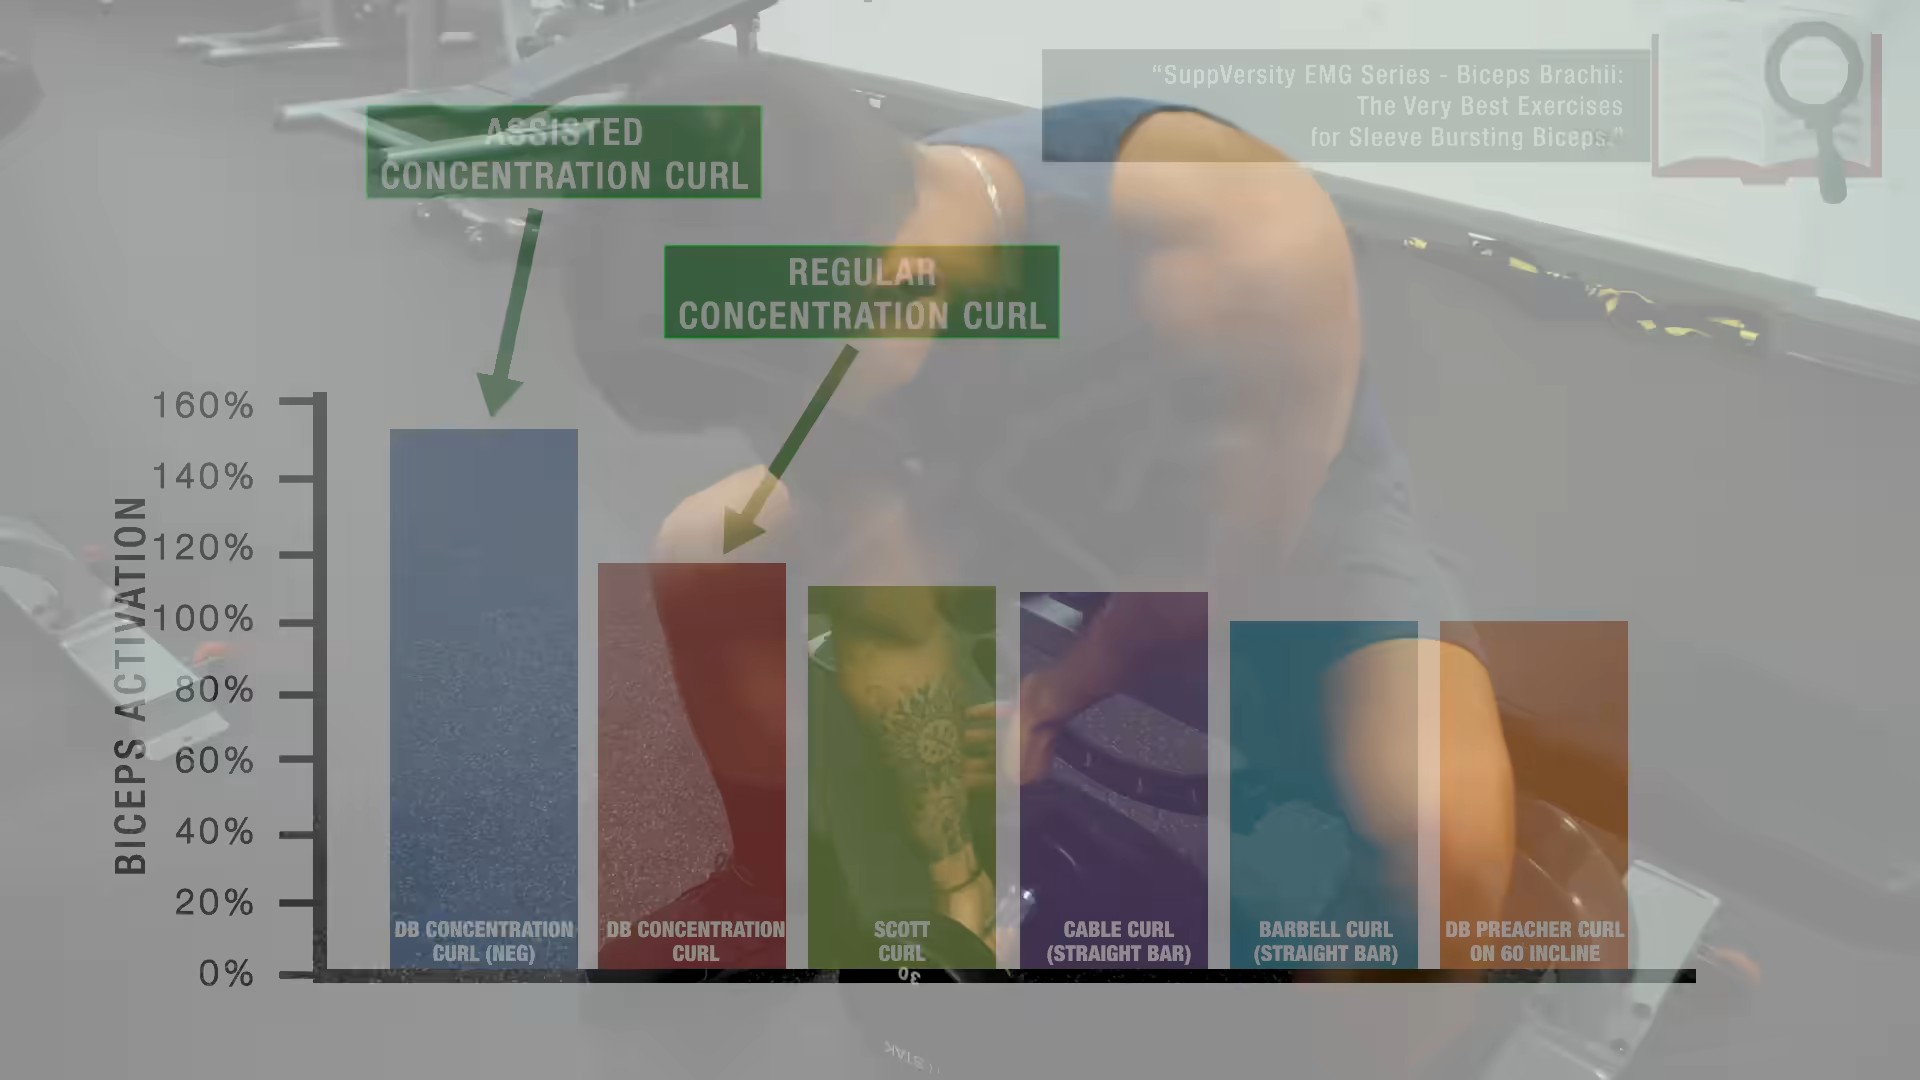 “SuppVersity EMG Series - Biceps Brachii:
The Very Best Exercises
for Sleeve Bursting Biceps.”
ASSISTED
CONCENTRATION CURL
REGULAR
CONCENTRATION CURL
BICEPS ACTIVATION
160%
140%
120%
100%
80%
60%
40%
20%
0%
DB CONCENTRATION
CURL (NEG)
DB CONCENTRATION
CURL
SCOTT
CURL
CABLE CURL
(STRAIGHT BAR)
BARBELL CURL
(STRAIGHT BAR)
DB PREACHER CURL
ON 60 INCLINE
30